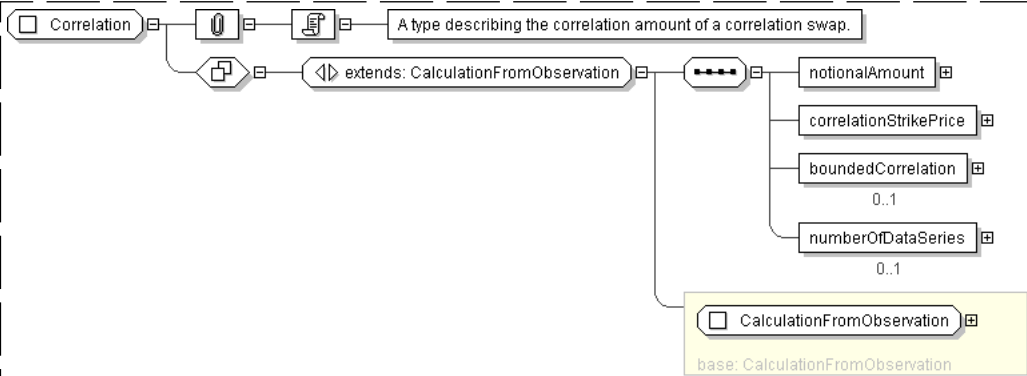 Correlation
A type describing the correlation amount of a correlation swap.
extends: CalculationFromObservation
notionalAmount
correlationStrikePrice
boundedCorrelation
0..1
numberOfDataSeries
0..1
CalculationFromObservation
base: CalculationFromObservation